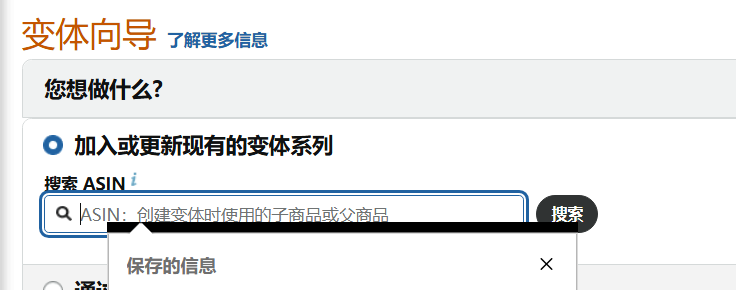 变体向导 了解更多信息
您想做什么?
加入或更新现有的变体系列
搜索 ASIN i
ASIN：创建变体时使用的子商品或父商品 搜索
保存的信息
通过